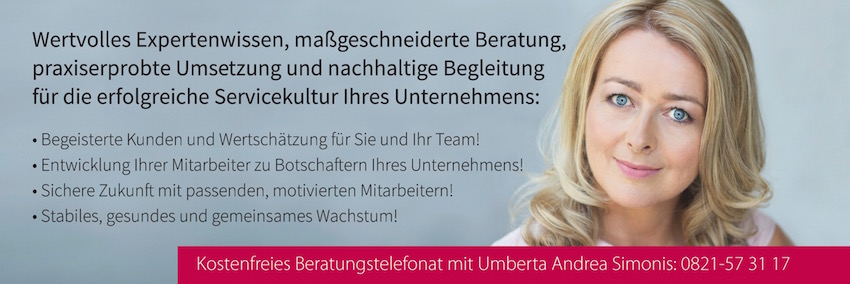 Wertvolles Expertenwissen, maßgeschneiderte Beratung,
praxiserprobte Umsetzung und nachhaltige Begleitung
für die erfolgreiche Servicekultur Ihres Unternehmens:
• Begeisterte Kunden und Wertschätzung für Sie und Ihr Team!
• Entwicklung Ihrer Mitarbeiter zu Botschaftern Ihres Unternehmens!
• Sichere Zukunft mit passenden, motivierten Mitarbeitern!
• Stabiles, gesundes und gemeinsames Wachstum!
Kostenfreies Beratungstelefonat mit Umberta Andrea Simonis: 0821-57 31 17